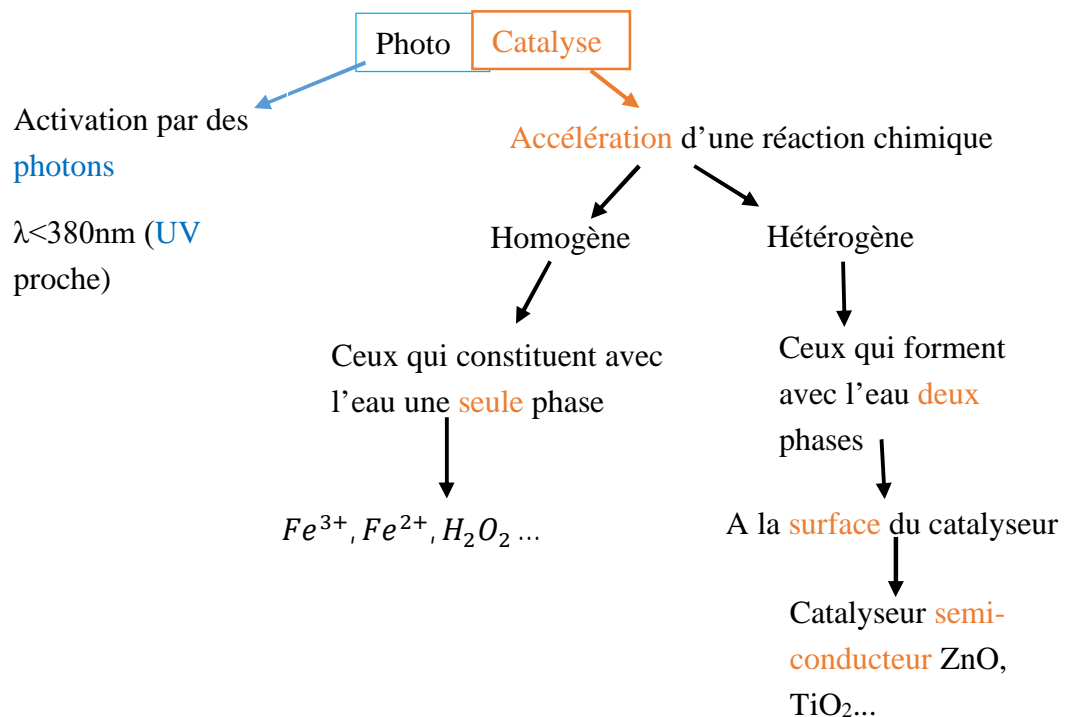 Photo Catalyse
Activation par des
photons
λ<380nm (UV
proche)
Accélération d’une réaction chimique
Homogène
Hétérogène
Ceux qui constituent avec
l’eau une seule phase
Ceux qui forment
avec l’eau deux
phases
Fe³⁺, Fe²⁺, H₂O₂ …
A la surface du catalyseur
Catalyseur semi-
conducteur ZnO,
TiO₂...